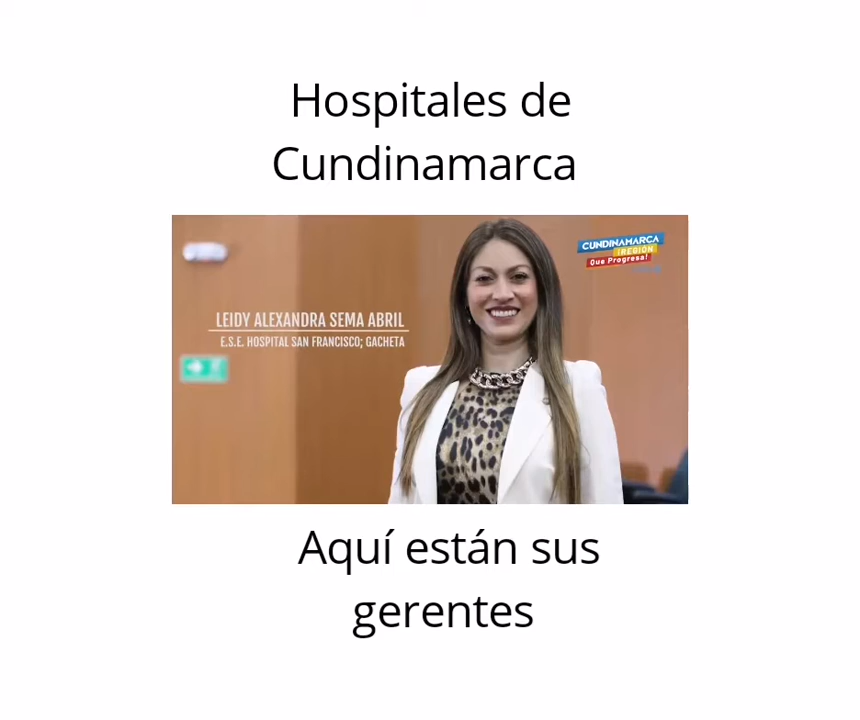 Hospitales de
Cundinamarca
CUNDINAMARCA
¡REGIÓN
Que Progresa!
LEIDY ALEXANDRA SEMA ABRIL
E.S.E. HOSPITAL SAN FRANCISCO; GACHETA
Aquí están sus
gerentes